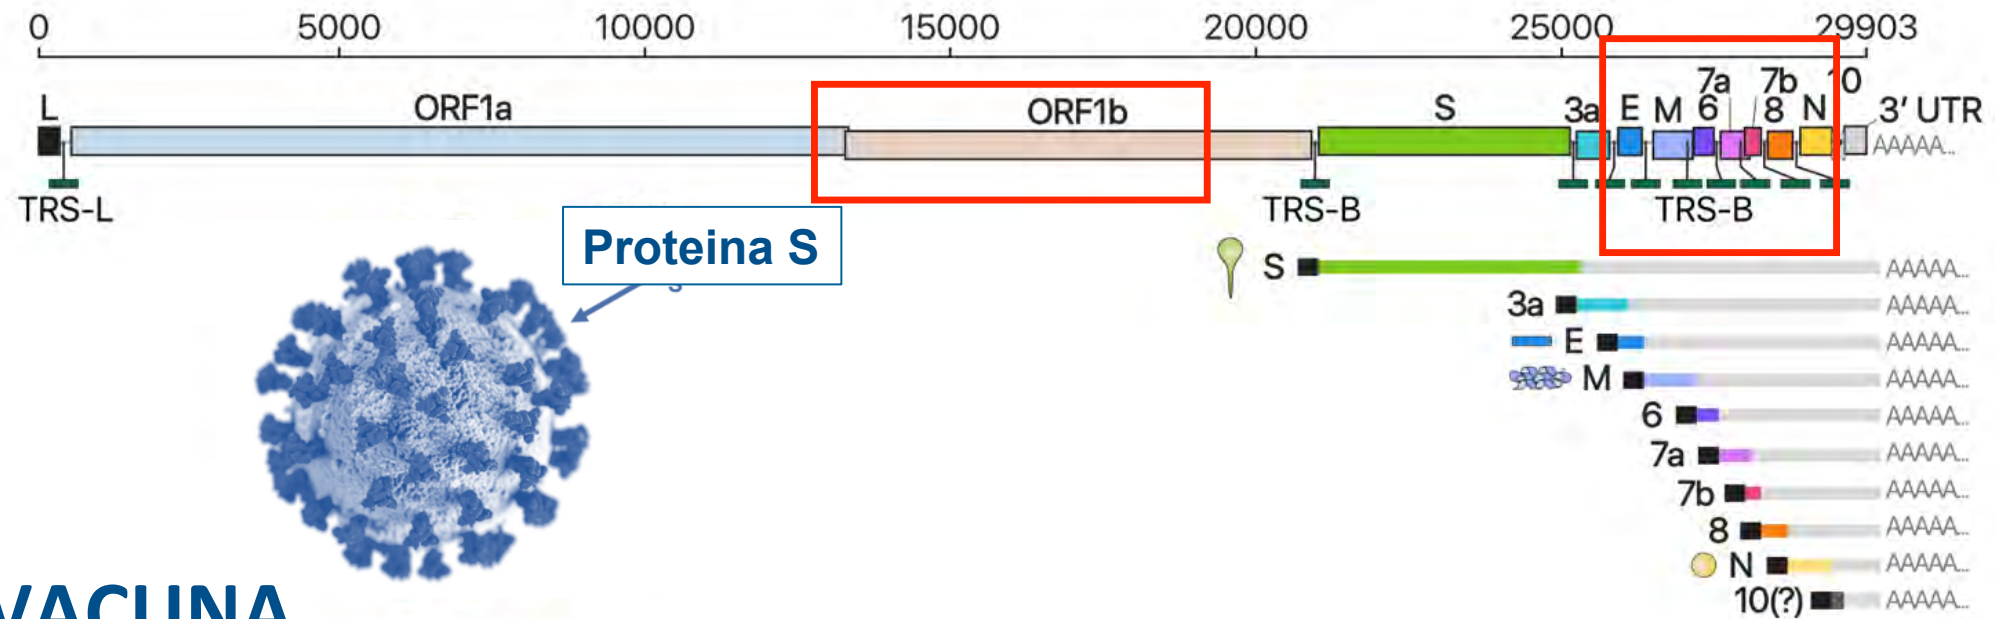 0 5000 10000 15000 20000 25000 29903
7a 7b 10
L ORF1a ORF1b S 3a E M 6 8 N 3' UTR
AAAAA...
TRS-L TRS-B TRS-B
Proteina S
s
S AAAAA...
3a AAAAA...
E AAAAA...
M AAAAA...
6 AAAAA...
7a AAAAA...
7b AAAAA...
8 AAAAA...
N AAAAA...
10(?) AAAAA...
VACUNA